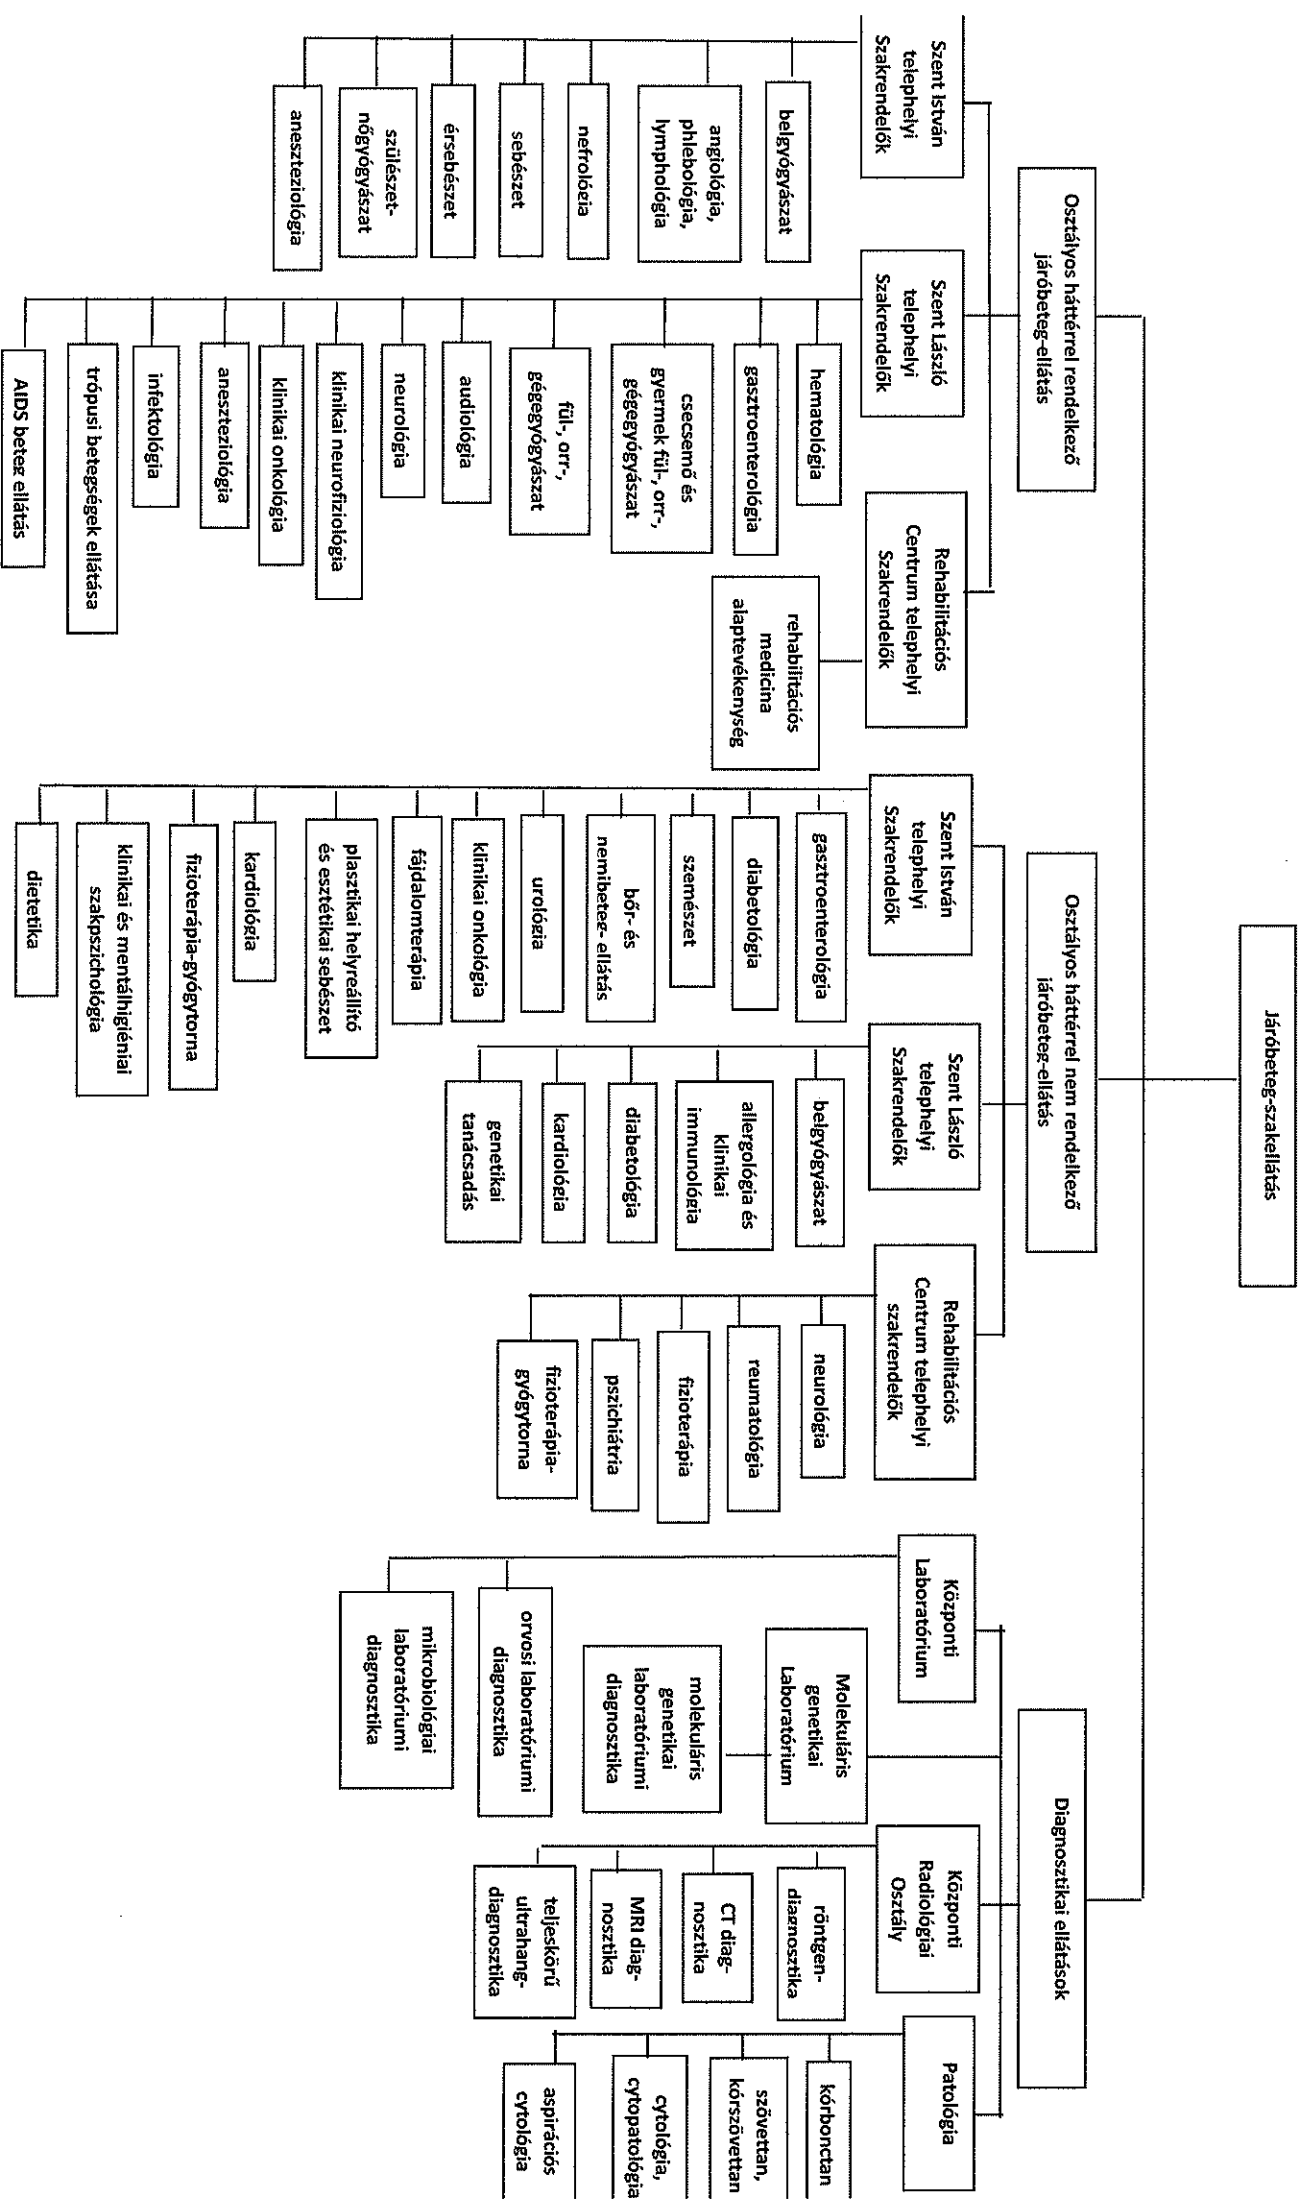 Járóbeteg-szakellátás
Osztályos háttérrel rendelkező
járóbeteg-ellátás
Szent István
telephelyi
Szakrendelők
belgyógyászat
angiológia,
phlebológia,
lymphológia
nefrológia
sebészet
érsebészet
szülészet-
nőgyógyászat
aneszteziológia
Szent László
telephelyi
Szakrendelők
hematológia
gasztroenterológia
csecsemő és
gyermek fül-, orr-,
gégegyógyászat
fül-, orr-,
gégegyógyászat
audiológia
neurológia
klinikai neurofiziológia
klinikai onkológia
aneszteziológia
infektológia
trópusi betegségek ellátása
AIDS beteg ellátás
Rehabilitációs
Centrum telephelyi
Szakrendelők
rehabilitációs
medicina
alaptevékenység
Osztályos háttérrel nem rendelkező
járóbeteg-ellátás
Szent István
telephelyi
Szakrendelők
gasztroenterológia
diabetológia
szemészet
bőr- és
nemibeteg- ellátás
urológia
klinikai onkológia
fájdalomterápia
plasztikai helyreállító
és esztétikai sebészet
kardiológia
fizioterápia-gyógytorna
klinikai és mentálhigiéniai
szakpszichológia
dietetika
Szent László
telephelyi
Szakrendelők
belgyógyászat
allergológia és
klinikai
immunológia
diabetológia
kardiológia
genetikai
tanácsadás
Rehabilitációs
Centrum telephelyi
szakrendelők
neurológia
reumatológia
fizioterápia
pszichiátria
fizioterápia-
gyógytorna
Diagnosztikai ellátások
Központi
Laboratórium
orvosi laboratóriumi
diagnosztika
mikrobiológiai
laboratóriumi
diagnosztika
Molekuláris
genetikai
Laboratórium
molekuláris
genetikai
laboratóriumi
diagnosztika
Központi
Radiológiai
Osztály
röntgen-
diagnosztika
CT diag-
nosztika
MRI diag-
nosztika
teljeskörű
ultrahang-
diagnosztika
Patológia
kórbonctan
szövettan,
kórszövettan
cytológia,
cytopatológia
aspirációs
cytológia